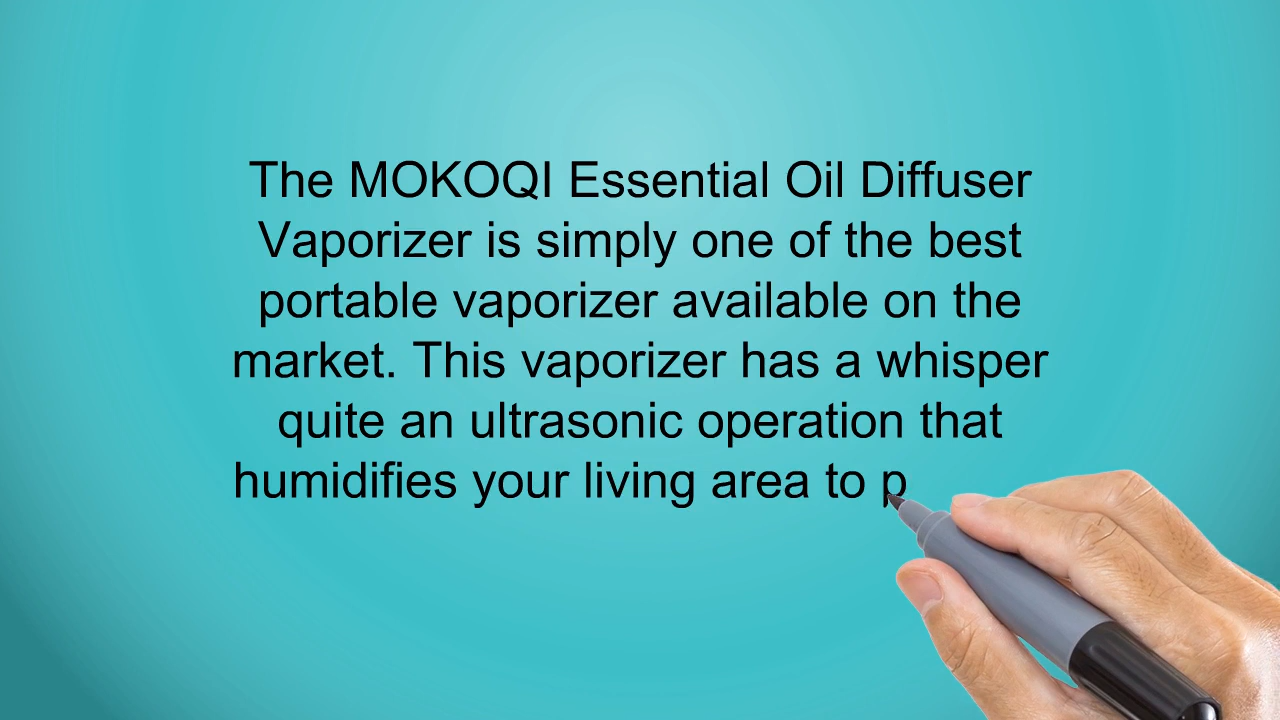 The MOKOQI Essential Oil Diffuser
Vaporizer is simply one of the best
portable vaporizer available on the
market. This vaporizer has a whisper
quite an ultrasonic operation that
humidifies your living area to p